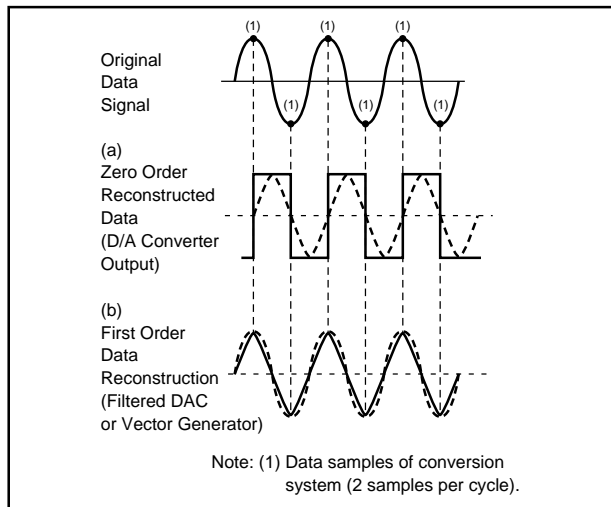 (1) (1) (1)
Original
Data
Signal
(1) (1) (1)
(a)
Zero Order
Reconstructed
Data
(D/A Converter
Output)
(b)
First Order
Data
Reconstruction
(Filtered DAC
or Vector Generator)
Note: (1) Data samples of conversion
system (2 samples per cycle).